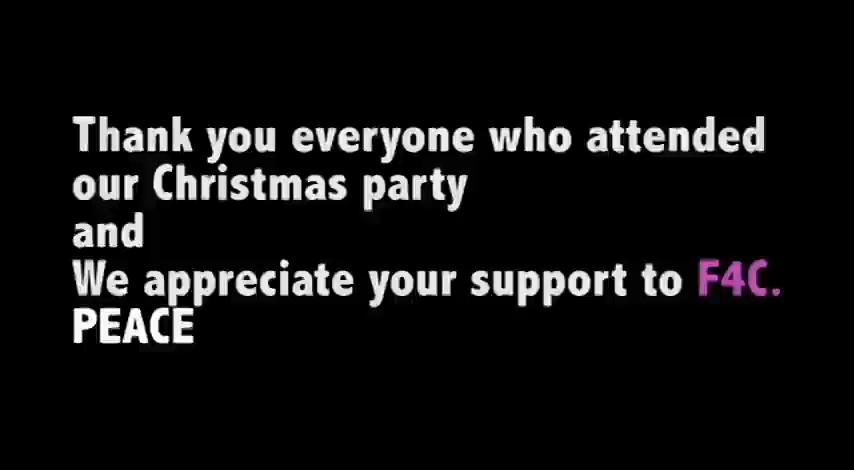 Thank you everyone who attended
our Christmas party
and
We appreciate your support to F4C.
PEACE